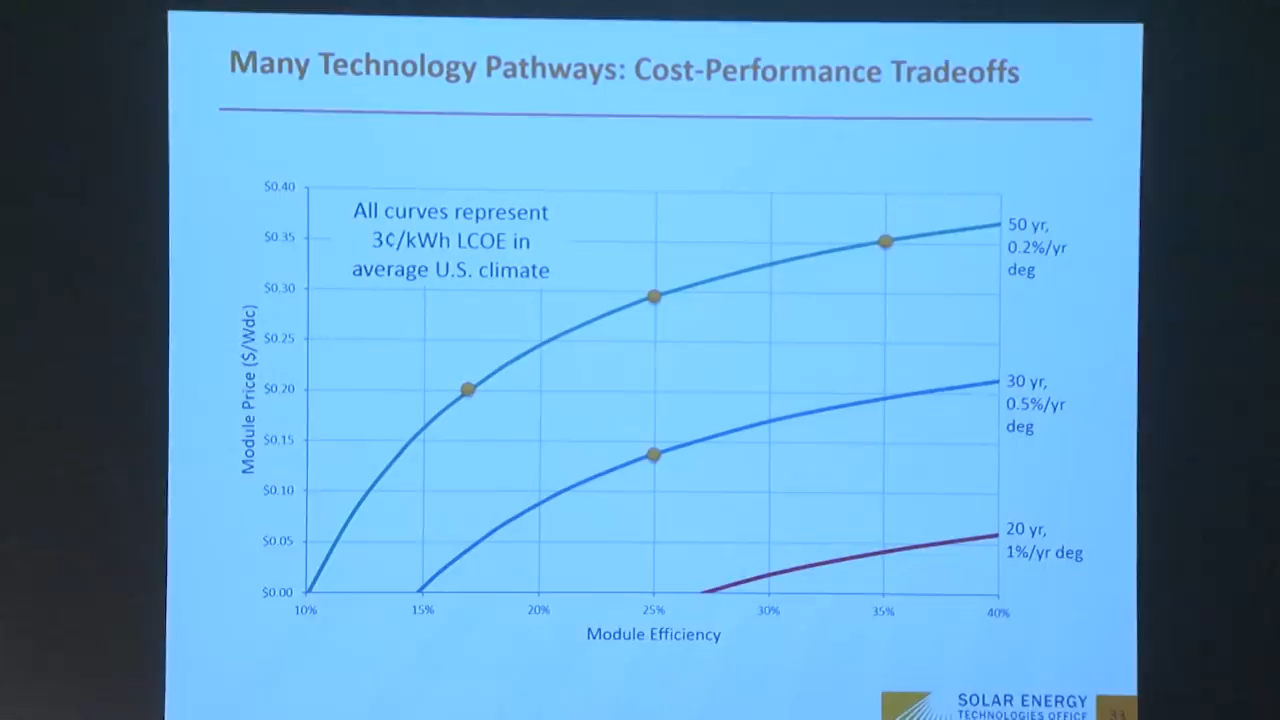 Many Technology Pathways: Cost-Performance Tradeoffs
All curves represent
3¢/kWh LCOE in
average U.S. climate
Module Price ($/Wdc)
$0.40
$0.35
$0.30
$0.25
$0.20
$0.15
$0.10
$0.05
$0.00
50 yr,
0.2%/yr
deg
30 yr,
0.5%/yr
deg
20 yr,
1%/yr deg
10% 15% 20% 25% 30% 35% 40%
Module Efficiency
SOLAR ENERGY
TECHNOLOGIES OFFICE
33